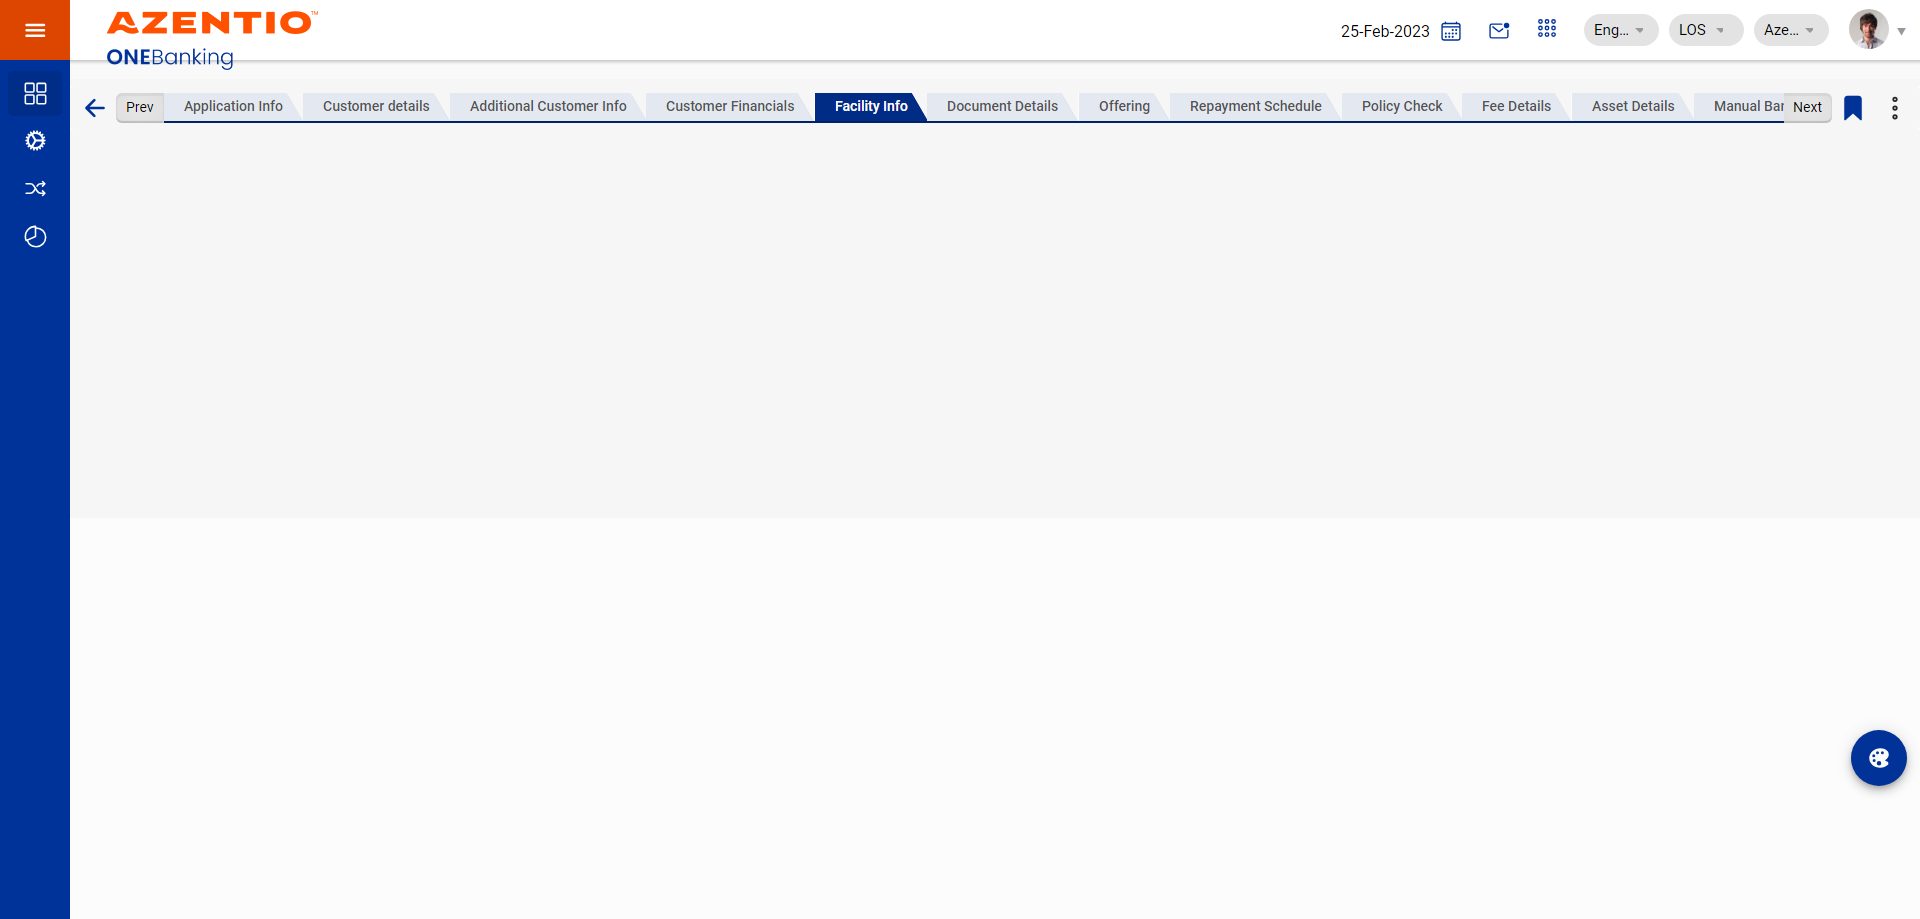 AZENTIO™
ONEBanking
25-Feb-2023
Eng...
LOS
Aze...
Prev
Application Info
Customer details
Additional Customer Info
Customer Financials
Facility Info
Document Details
Offering
Repayment Schedule
Policy Check
Fee Details
Asset Details
Manual Bar
Next